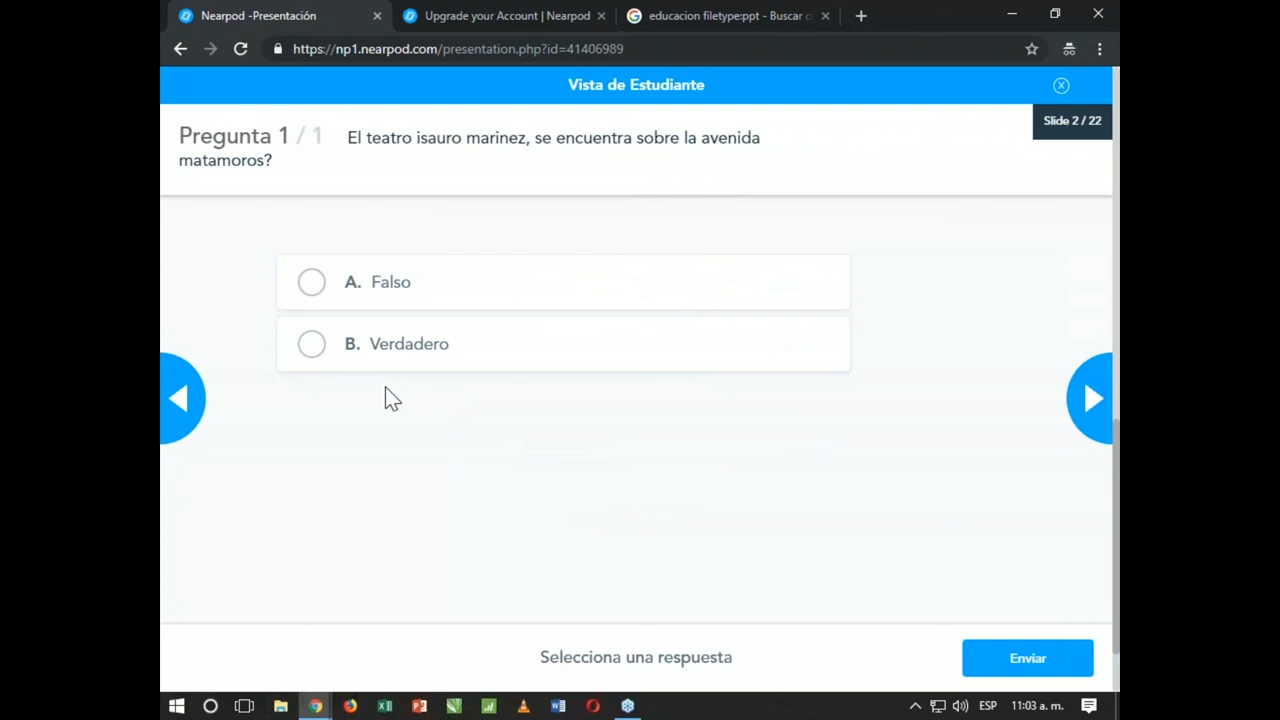 Nearpod -Presentación
Upgrade your Account | Nearpod
educacion filetype:ppt - Buscar c
https://np1.nearpod.com/presentation.php?id=41406989
Vista de Estudiante
Slide 2 / 22
Pregunta 1 / 1 El teatro isauro marinez, se encuentra sobre la avenida
matamoros?
A. Falso
B. Verdadero
Selecciona una respuesta
Enviar
ESP
11:03 a. m.